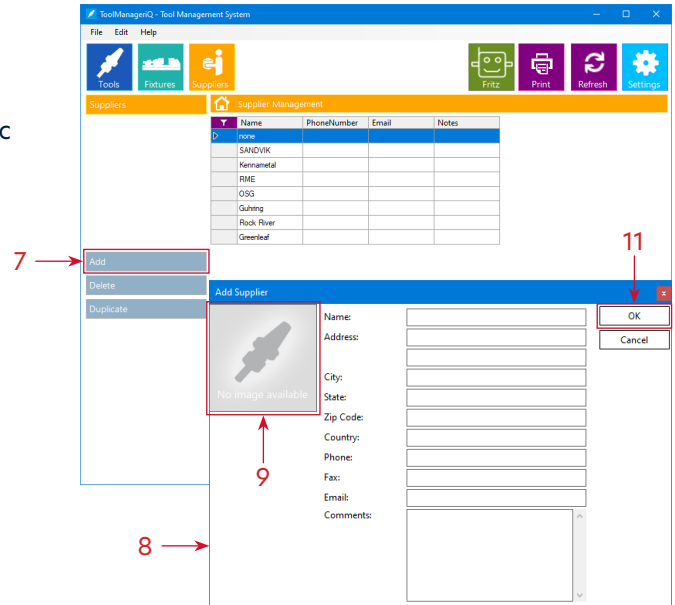 ToolManageriQ - Tool Management System
File Edit Help
Tools Fixtures Suppliers Fritz Print Refresh Settings
Suppliers Supplier Management
c
Name PhoneNumber Email Notes
none
SANDVIK
Kennametal
RME
OSG
Guhring
Rock River
Greenleaf
7 Add
11
Delete
Add Supplier x
Duplicate
Name: OK
Address: Cancel
No image available
City:
State:
Zip Code:
Country:
Phone:
9 Fax:
Email:
Comments:
8